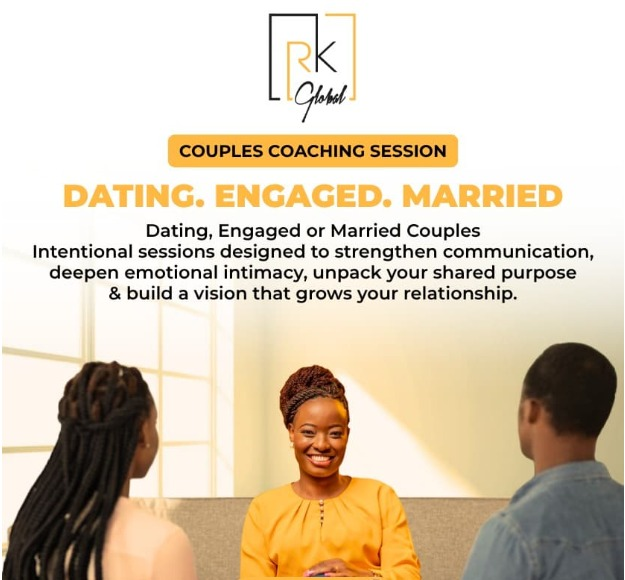 RK
Global
COUPLES COACHING SESSION
DATING. ENGAGED. MARRIED
Dating, Engaged or Married Couples
Intentional sessions designed to strengthen communication,
deepen emotional intimacy, unpack your shared purpose
& build a vision that grows your relationship.